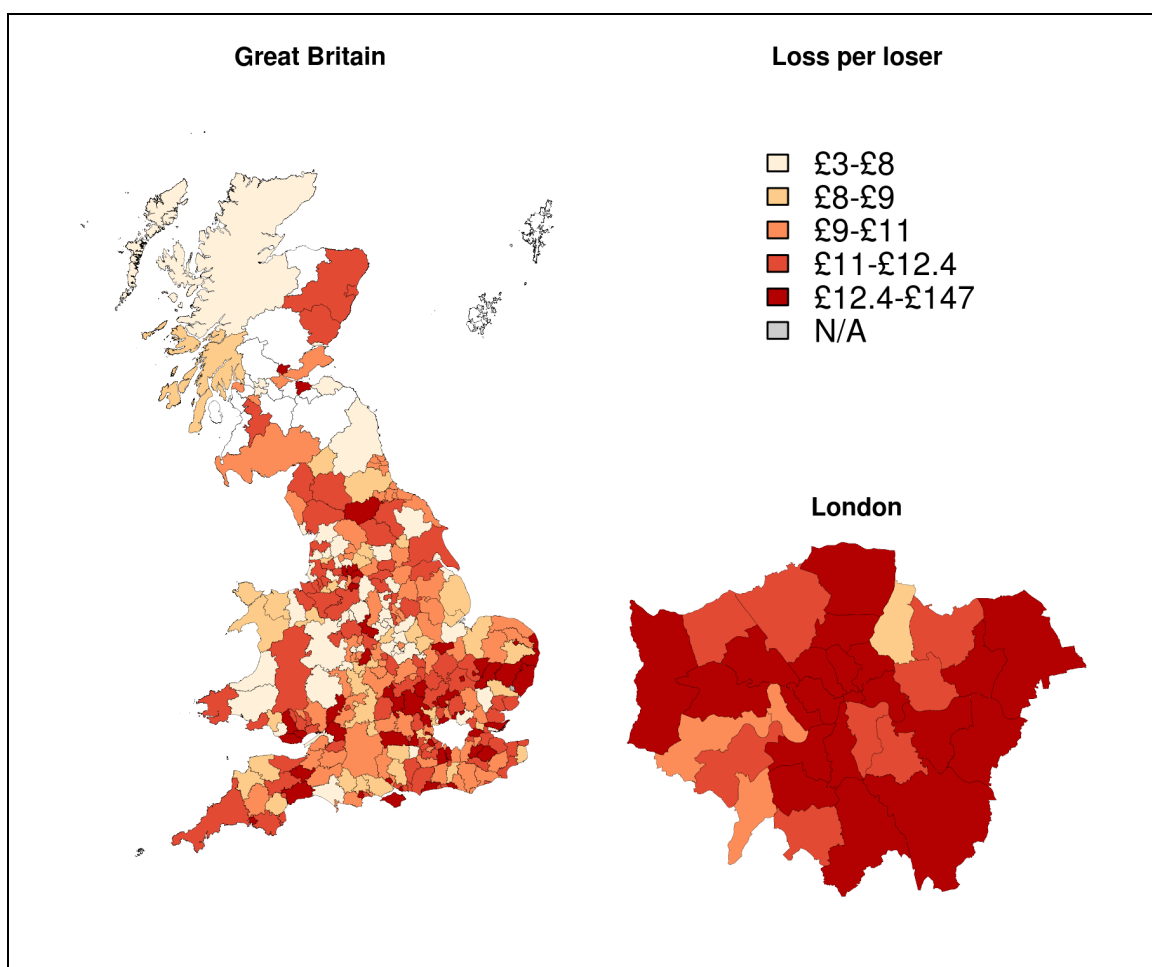 Great Britain
Loss per loser
£3-£8
£8-£9
£9-£11
£11-£12.4
£12.4-£147
N/A
London